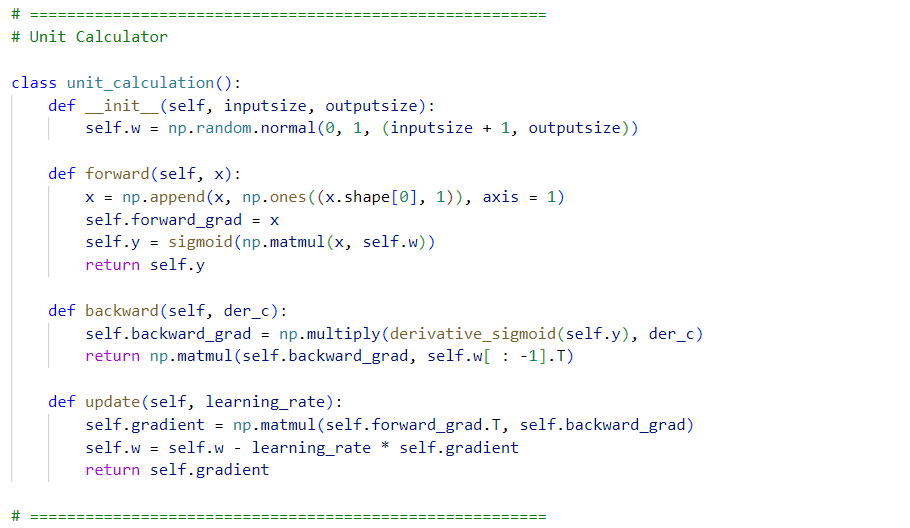 # ========================================================
# Unit Calculator
class unit_calculation():
    def __init__(self, inputsize, outputsize):
        self.w = np.random.normal(0, 1, (inputsize + 1, outputsize))
    def forward(self, x):
        x = np.append(x, np.ones((x.shape[0], 1)), axis = 1)
        self.forward_grad = x
        self.y = sigmoid(np.matmul(x, self.w))
        return self.y
    def backward(self, der_c):
        self.backward_grad = np.multiply(derivative_sigmoid(self.y), der_c)
        return np.matmul(self.backward_grad, self.w[ : -1].T)
    def update(self, learning_rate):
        self.gradient = np.matmul(self.forward_grad.T, self.backward_grad)
        self.w = self.w - learning_rate * self.gradient
        return self.gradient
# ========================================================